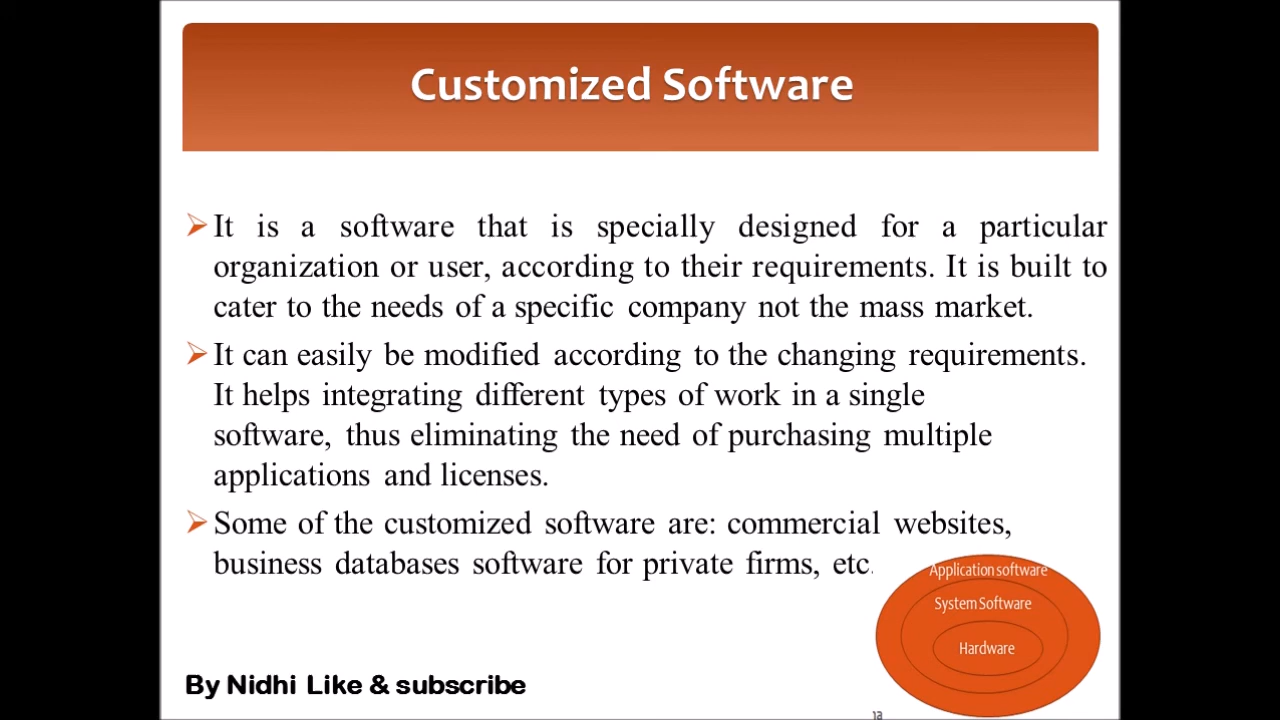 Customized Software
It is a software that is specially designed for a particular
organization or user, according to their requirements. It is built to
cater to the needs of a specific company not the mass market.
It can easily be modified according to the changing requirements.
It helps integrating different types of work in a single
software, thus eliminating the need of purchasing multiple
applications and licenses.
Some of the customized software are: commercial websites,
business databases software for private firms, etc.
Application software
System Software
Hardware
By Nidhi Like & subscribe